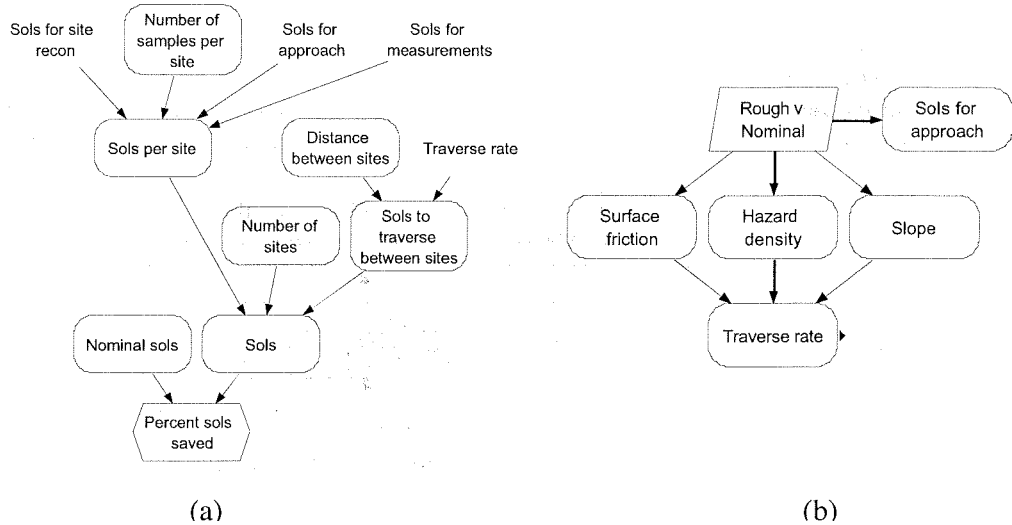 Sols for site
recon
Number of
samples per
site
Sols for
approach
Sols for
measurements
Sols per site
Distance
between sites
Traverse rate
Number of
sites
Sols to
traverse
between sites
Nominal sols
Sols
Percent sols
saved
(a)
Rough v
Nominal
Sols for
approach
Surface
friction
Hazard
density
Slope
Traverse rate
(b)